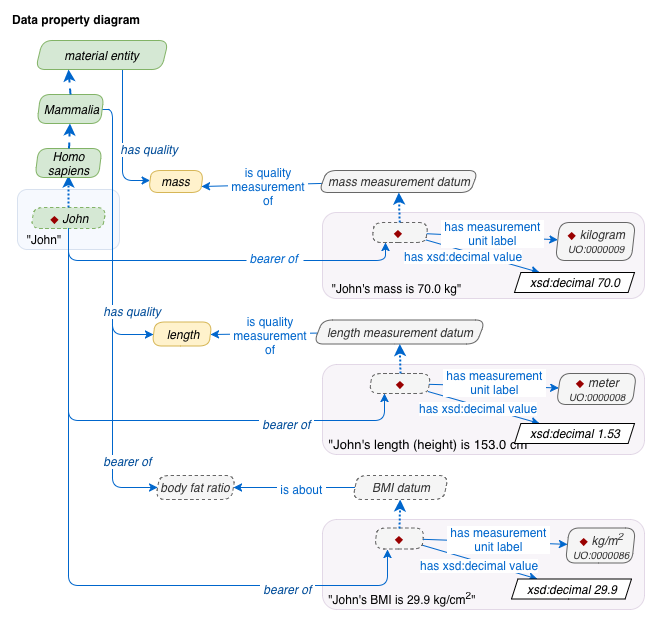 Data property diagram
material entity
Mammalia
Homo
sapiens
John
"John"
has quality
mass
is quality
measurement
of
mass measurement datum
has measurement
unit label
kilogram
UO:0000009
has xsd:decimal value
xsd:decimal 70.0
bearer of
"John's mass is 70.0 kg"
has quality
length
is quality
measurement
of
length measurement datum
has measurement
unit label
meter
UO:0000008
has xsd:decimal value
xsd:decimal 1.53
bearer of
"John's length (height) is 153.0 cm
bearer of
body fat ratio
is about
BMI datum
has measurement
unit label
kg/m²
UO:0000086
has xsd:decimal value
xsd:decimal 29.9
bearer of
"John's BMI is 29.9 kg/cm²"